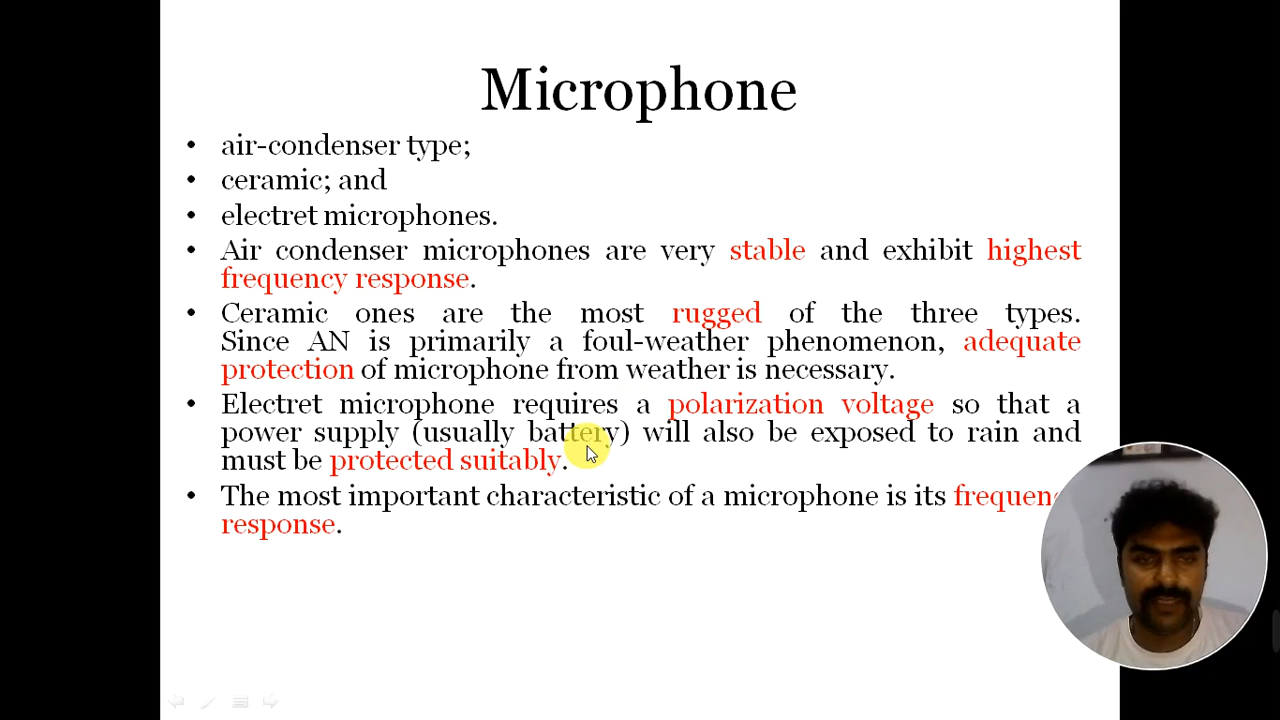 Microphone
• air-condenser type;
• ceramic; and
• electret microphones.
• Air condenser microphones are very stable and exhibit highest
frequency response.
• Ceramic ones are the most rugged of the three types.
Since AN is primarily a foul-weather phenomenon, adequate
protection of microphone from weather is necessary.
• Electret microphone requires a polarization voltage so that a
power supply (usually battery) will also be exposed to rain and
must be protected suitably.
• The most important characteristic of a microphone is its
response.